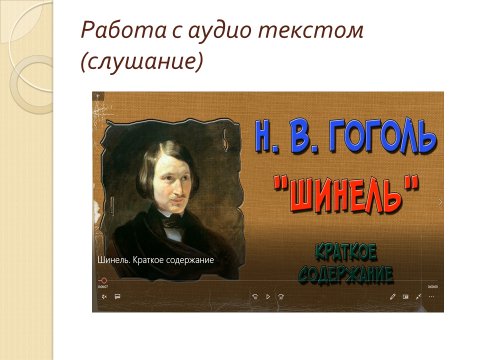 Работа с аудио текстом
(слушание)
Н. В. ГОГОЛЬ
"ШИНЕЛЬ"
КРАТКОЕ
СОДЕРЖАНИЕ
Шинель. Краткое содержание